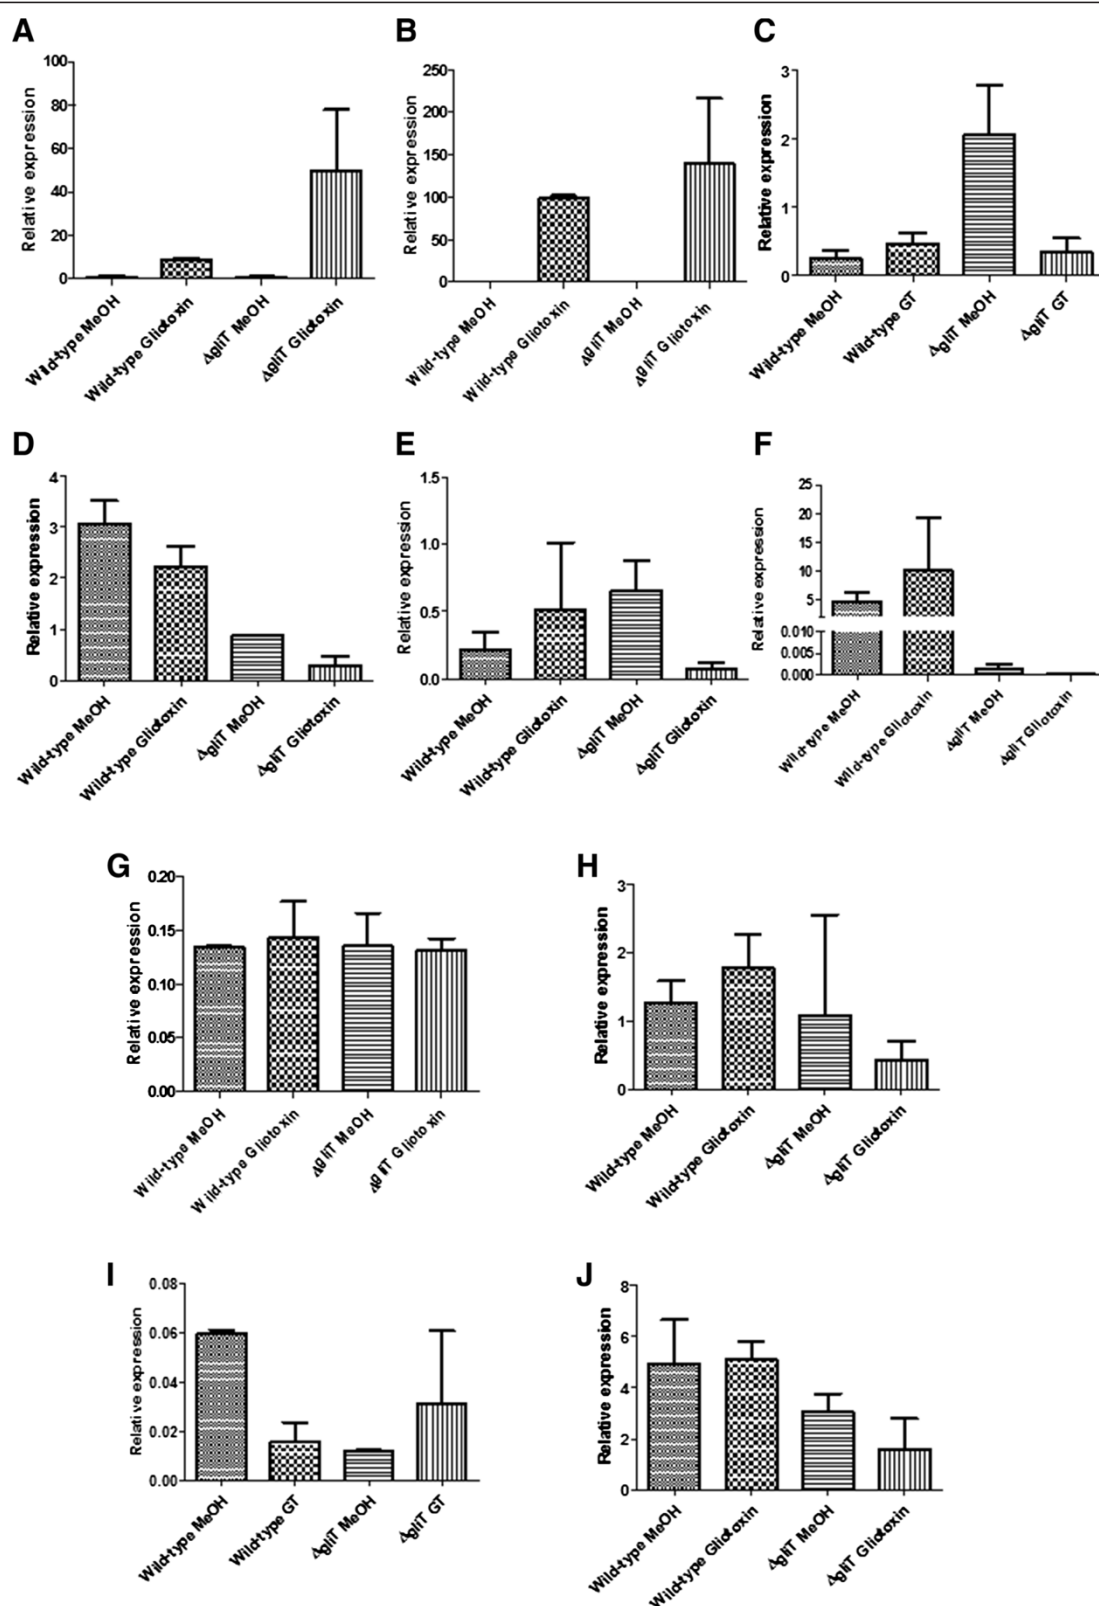 A
Relative expression
100
80
60
40
20
0
Wild-type MeOH
Wild-type Gliotoxin
ΔgliT MeOH
ΔgliT Gliotoxin
B
Relative expression
250
200
150
100
50
0
Wild-type MeOH
Wild-type Gliotoxin
ΔgliT MeOH
ΔgliT Gliotoxin
C
Relative expression
3
2
1
0
Wild-type MeOH
Wild-type GT
ΔgliT MeOH
ΔgliT GT
D
Relative expression
4
3
2
1
0
Wild-type MeOH
Wild-type Gliotoxin
ΔgliT MeOH
ΔgliT Gliotoxin
E
Relative expression
1.5
1.0
0.5
0.0
Wild-type MeOH
Wild-type Gliotoxin
ΔgliT MeOH
ΔgliT Gliotoxin
F
Relative expression
25
20
15
10
5
0.010
0.005
0.000
Wild-type MeOH
Wild-type Gliotoxin
ΔgliT MeOH
ΔgliT Gliotoxin
G
Relative expression
0.20
0.15
0.10
0.05
0.00
Wild-type MeOH
Wild-type Gliotoxin
ΔgliT MeOH
ΔgliT Gliotoxin
H
Relative expression
3
2
1
0
Wild-type MeOH
Wild-type Gliotoxin
ΔgliT MeOH
ΔgliT Gliotoxin
I
Relative expression
0.08
0.06
0.04
0.02
0.00
Wild-type MeOH
Wild-type GT
ΔgliT MeOH
ΔgliT GT
J
Relative expression
8
6
4
2
0
Wild-type MeOH
Wild-type Gliotoxin
ΔgliT MeOH
ΔgliT Gliotoxin